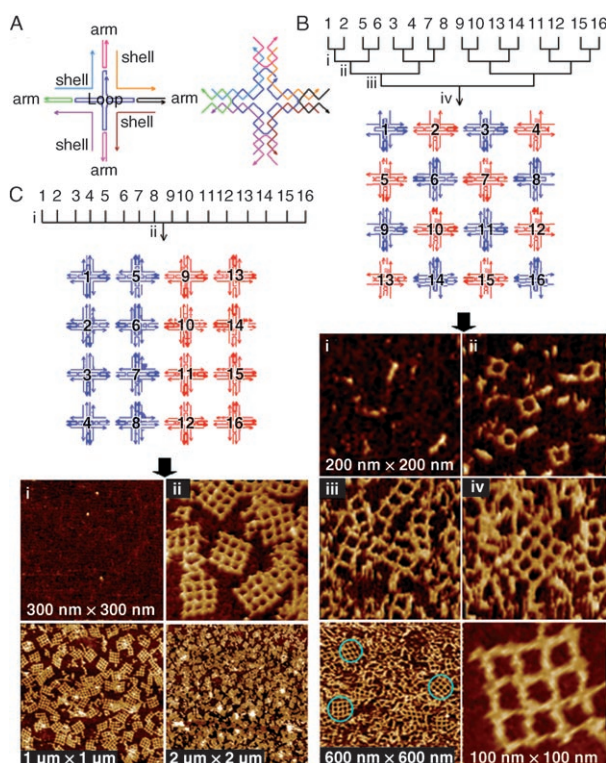 A
arm
shell
shell
arm
Loop
arm
shell
shell
arm
B
1 2 5 6 3 4 7 8 9 10 13 14 11 12 15 16
i
ii
iii
iv
1 2 3 4
5 6 7 8
9 10 11 12
13 14 15 16
C
1 2 3 4 5 6 7 8 9 10 11 12 13 14 15 16
i
ii
1 5 9 13
2 6 10 14
3 7 11 15
4 8 12 16
i
ii
300 nm × 300 nm
1 μm × 1 μm
2 μm × 2 μm
i
ii
200 nm × 200 nm
iii
iv
600 nm × 600 nm
100 nm × 100 nm